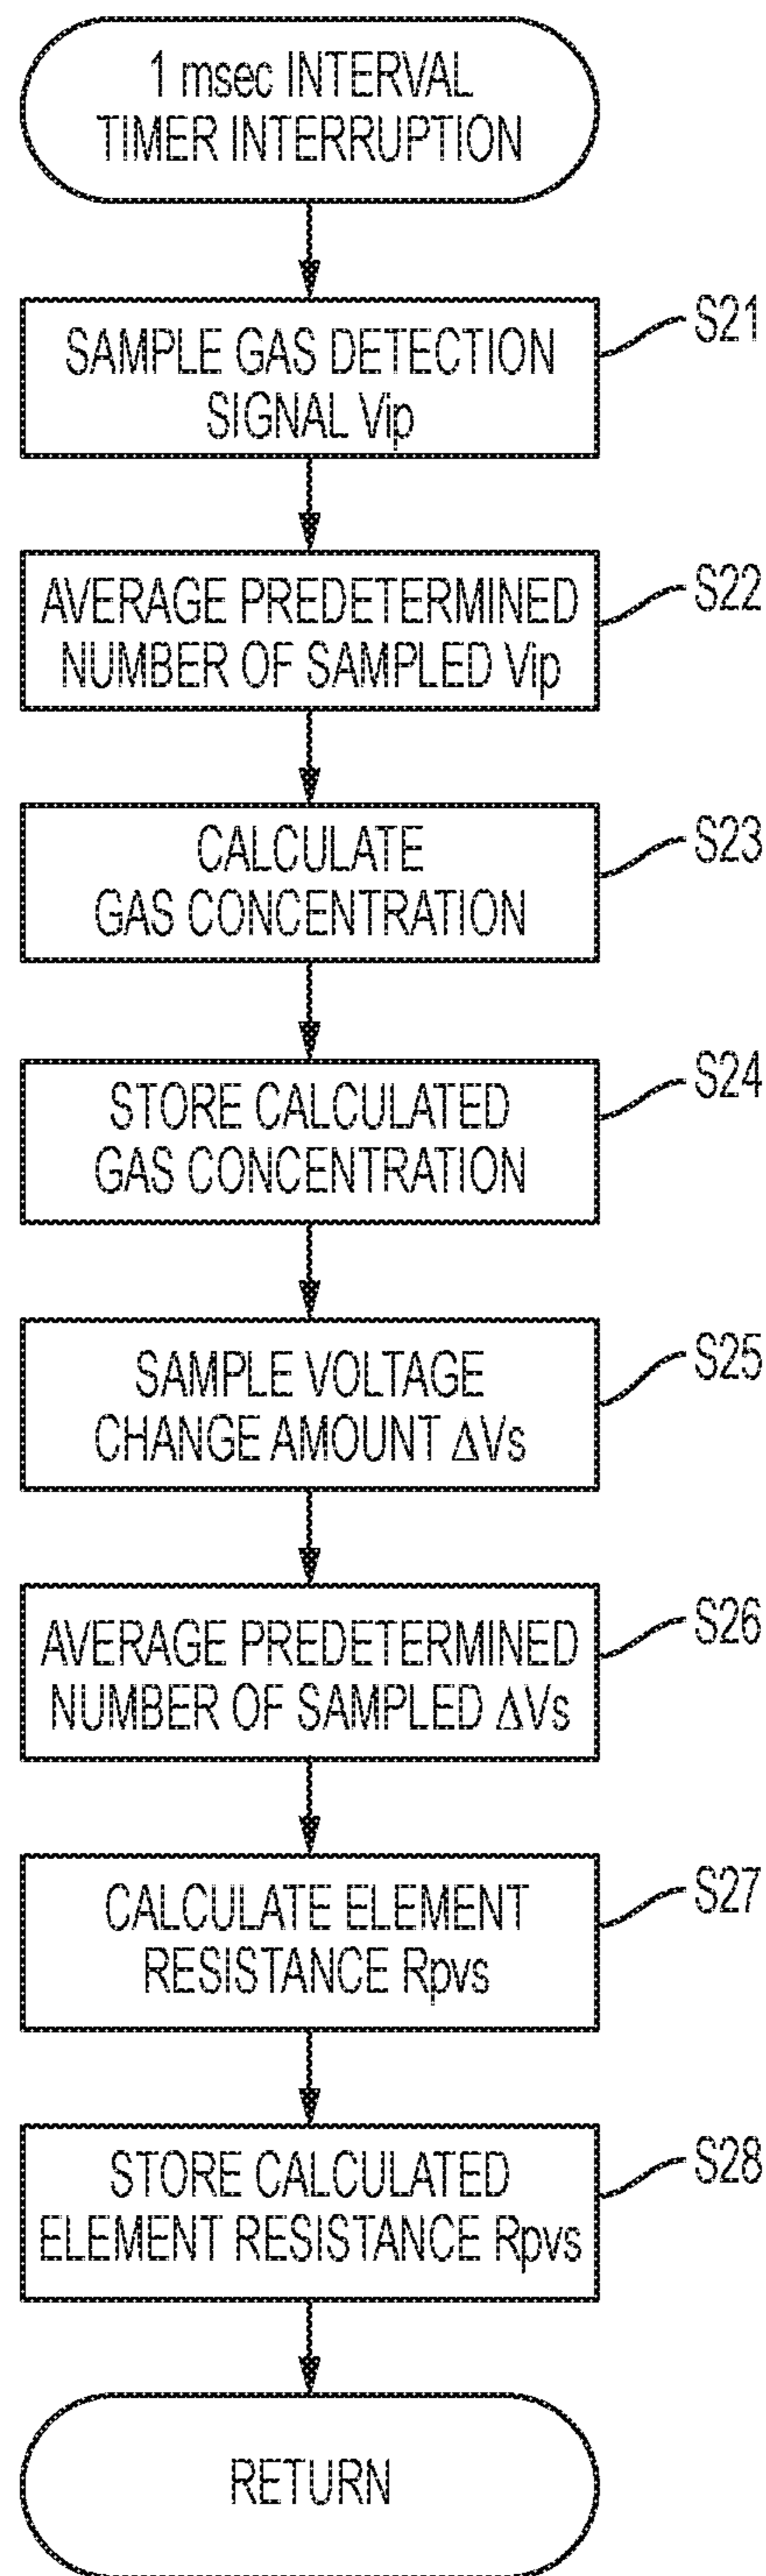 1 msec INTERVAL
TIMER INTERRUPTION
SAMPLE GAS DETECTION
SIGNAL Vip
S21
AVERAGE PREDETERMINED
NUMBER OF SAMPLED Vip
S22
CALCULATE
GAS CONCENTRATION
S23
STORE CALCULATED
GAS CONCENTRATION
S24
SAMPLE VOLTAGE
CHANGE AMOUNT ΔVs
S25
AVERAGE PREDETERMINED
NUMBER OF SAMPLED ΔVs
S26
CALCULATE ELEMENT
RESISTANCE Rpvs
S27
STORE CALCULATED
ELEMENT RESISTANCE Rpvs
S28
RETURN